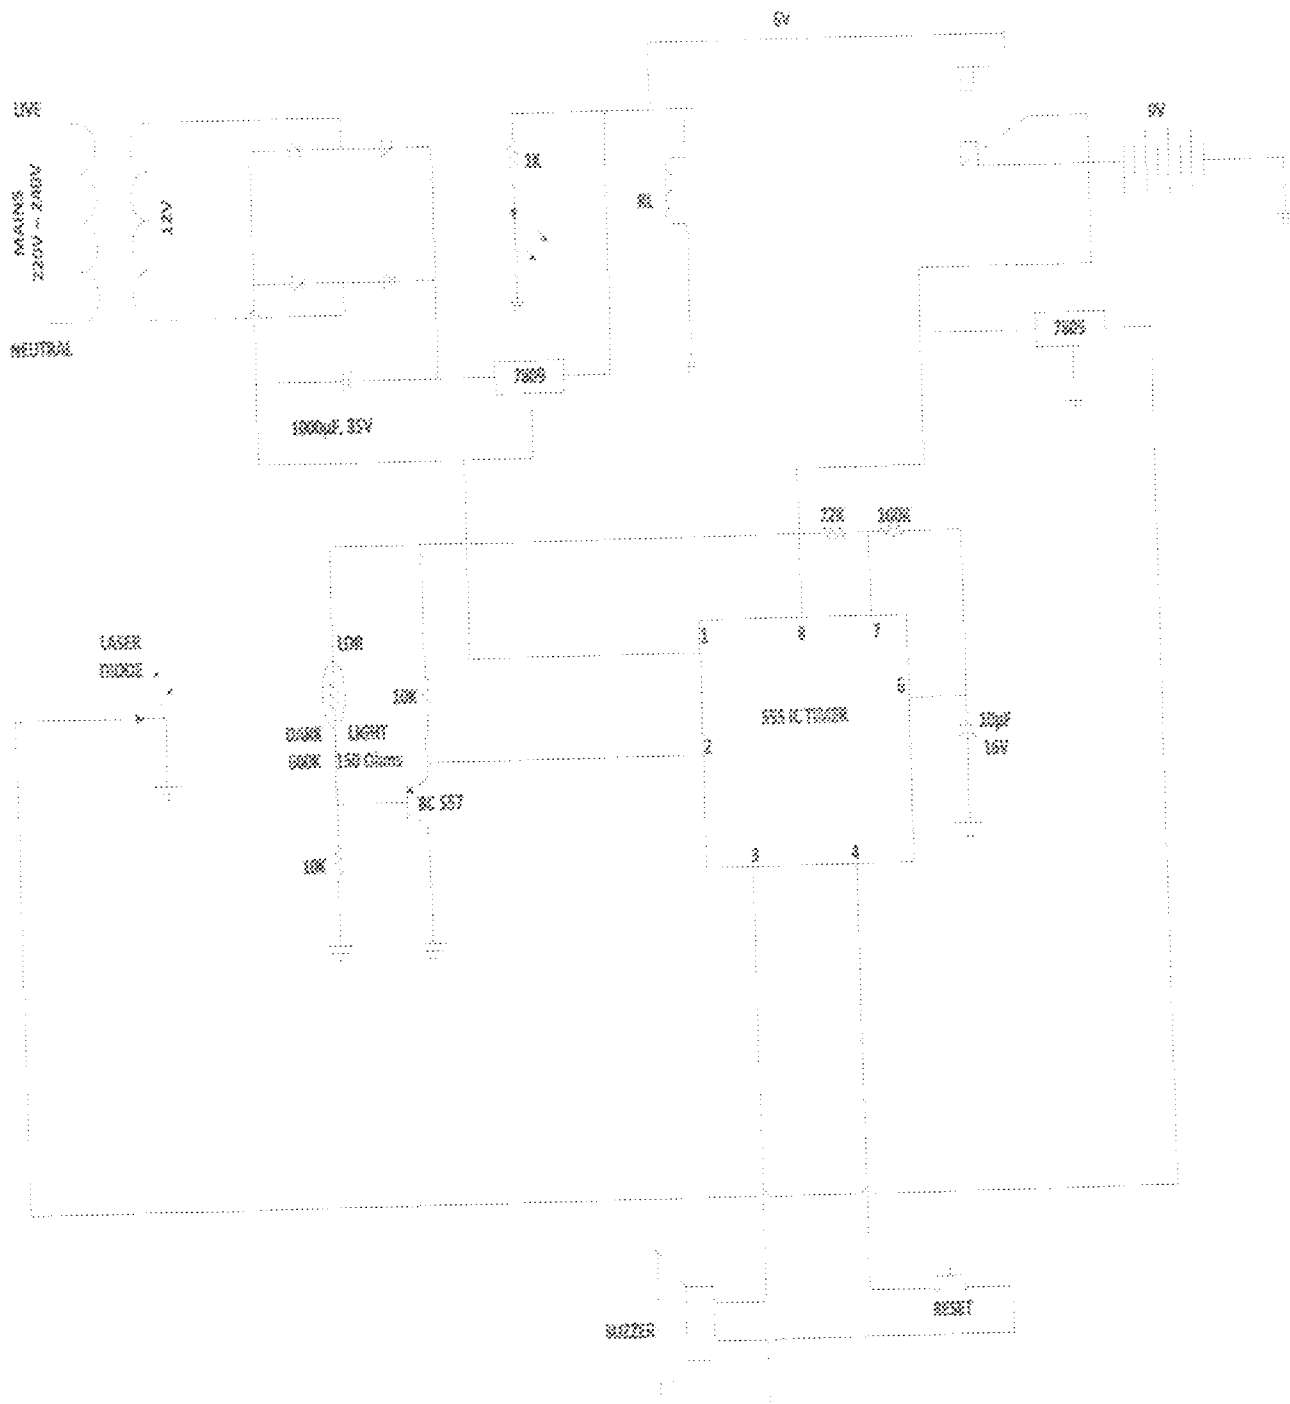 LIVE
MAINS
220V ~ 240V
12V
NEUTRAL
1K
RL
9V
9V
7809
7805
1000µF, 35V
22K
100K
LASER
DIODE
LDR
10K
DARK
LIGHT
150 Ohms
BC 557
10K
1
8
7
6
2
3
4
555 IC TIMER
10µF
16V
BUZZER
RESET